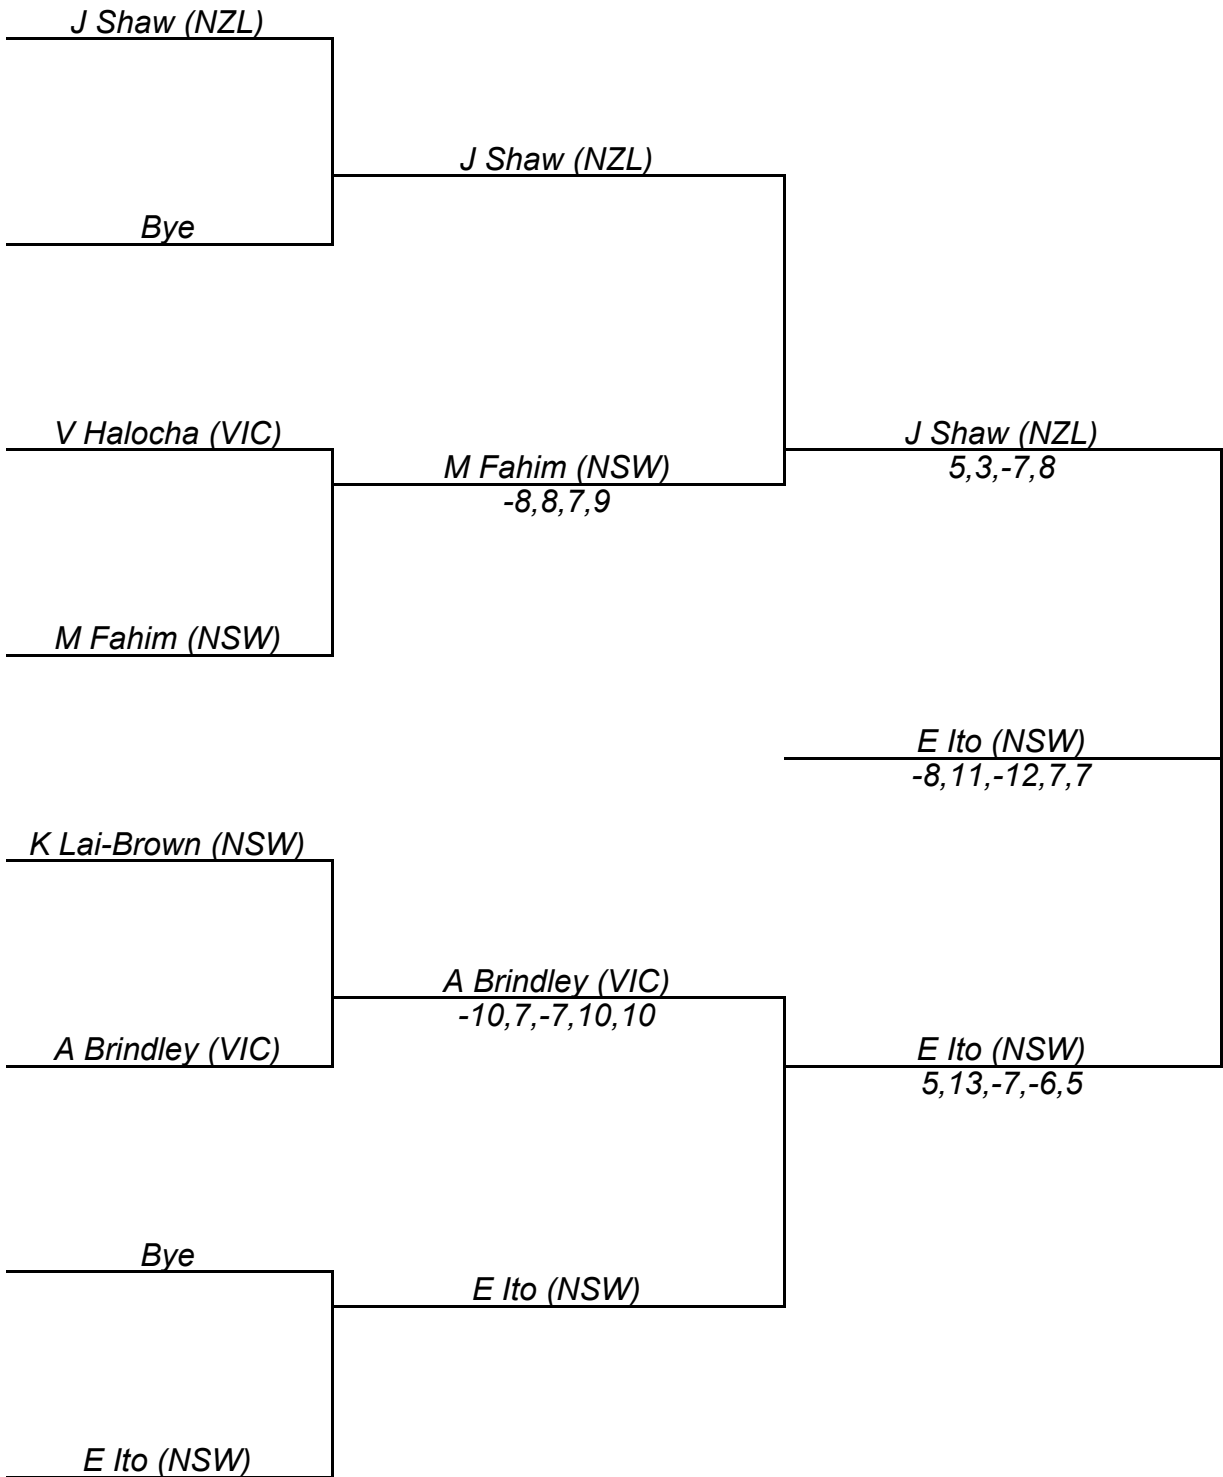 J Shaw (NZL)
J Shaw (NZL)
Bye
V Halocha (VIC)
J Shaw (NZL)
5,3,-7,8
M Fahim (NSW)
-8,8,7,9
M Fahim (NSW)
E Ito (NSW)
-8,11,-12,7,7
K Lai-Brown (NSW)
A Brindley (VIC)
-10,7,-7,10,10
A Brindley (VIC)
E Ito (NSW)
5,13,-7,-6,5
Bye
E Ito (NSW)
E Ito (NSW)